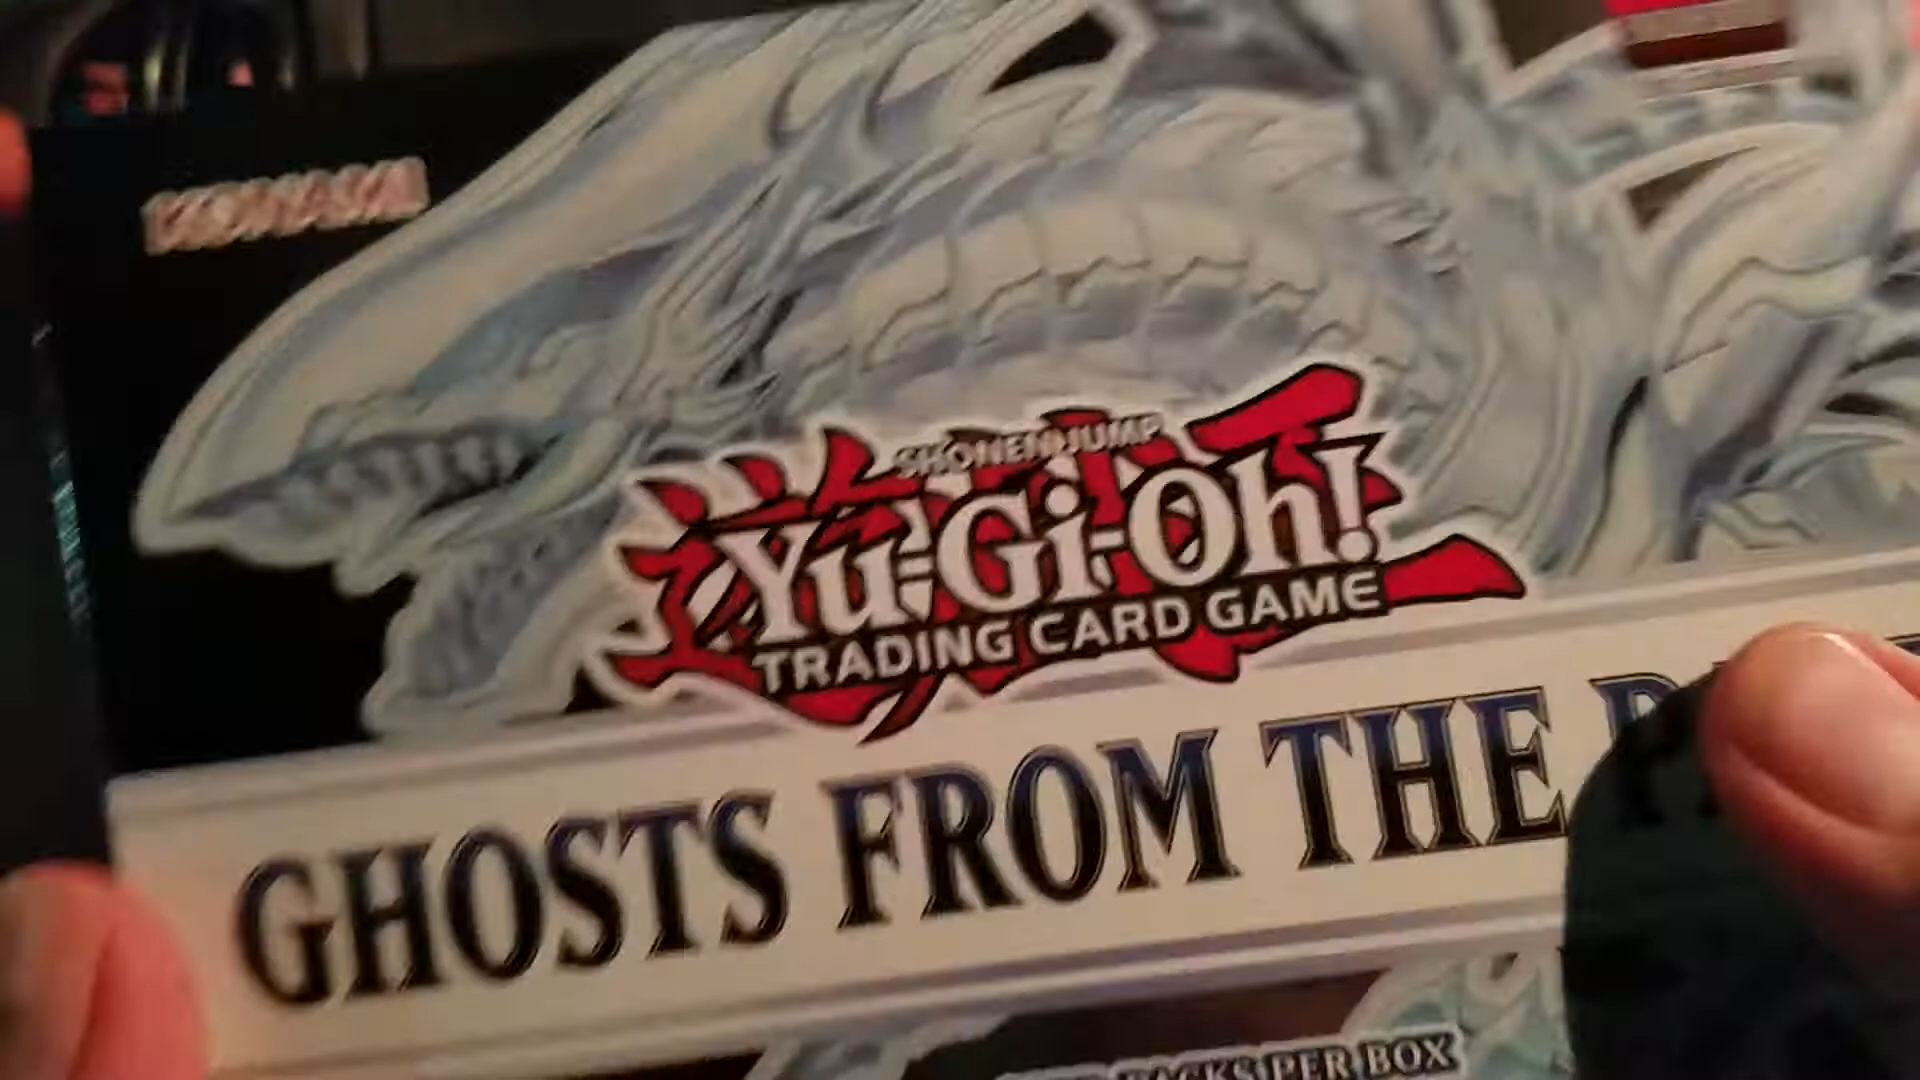 KONAMI
SHONEN JUMP
Yu-Gi-Oh!
TRADING CARD GAME
GHOSTS FROM THE
PACKS PER BOX